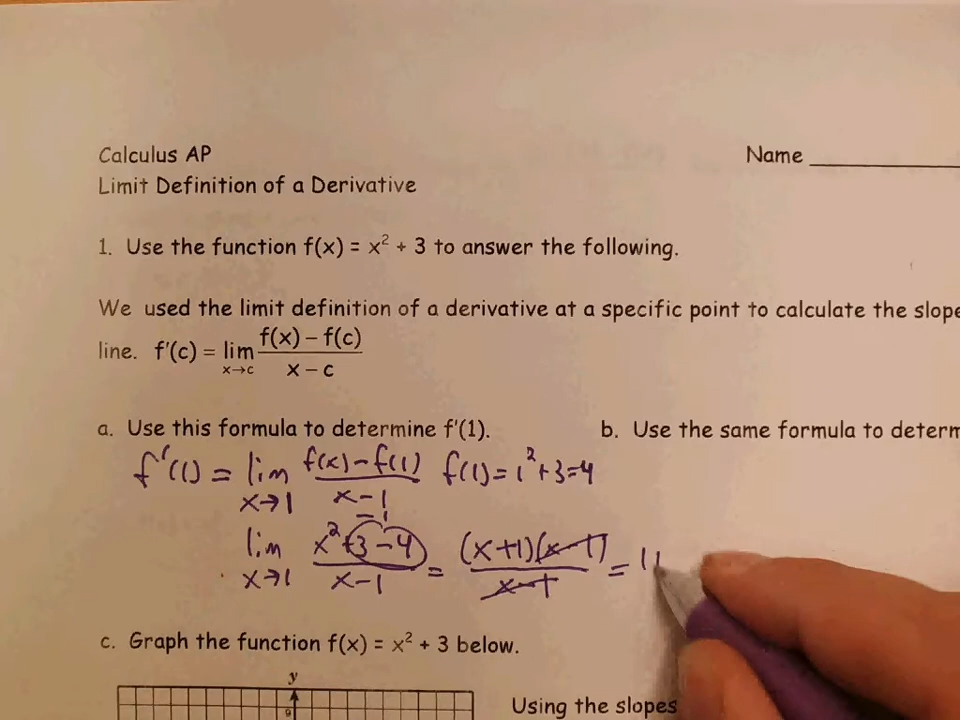 Calculus AP
Name
Limit Definition of a Derivative
1. Use the function f(x) = x² + 3 to answer the following.
We used the limit definition of a derivative at a specific point to calculate the slope
line. f'(c) = lim x→c f(x) – f(c) / x – c
a. Use this formula to determine f'(1).
b. Use the same formula to determ
f'(1) = lim x→1 f(x) – f(1) / x – 1 f(1) = 1² + 3 = 4
-1
lim x→1 x² + 3 – 4 / x – 1 = (x + 1)(x – 1) / x – 1 =
c. Graph the function f(x) = x² + 3 below.
y
9
Using the slopes